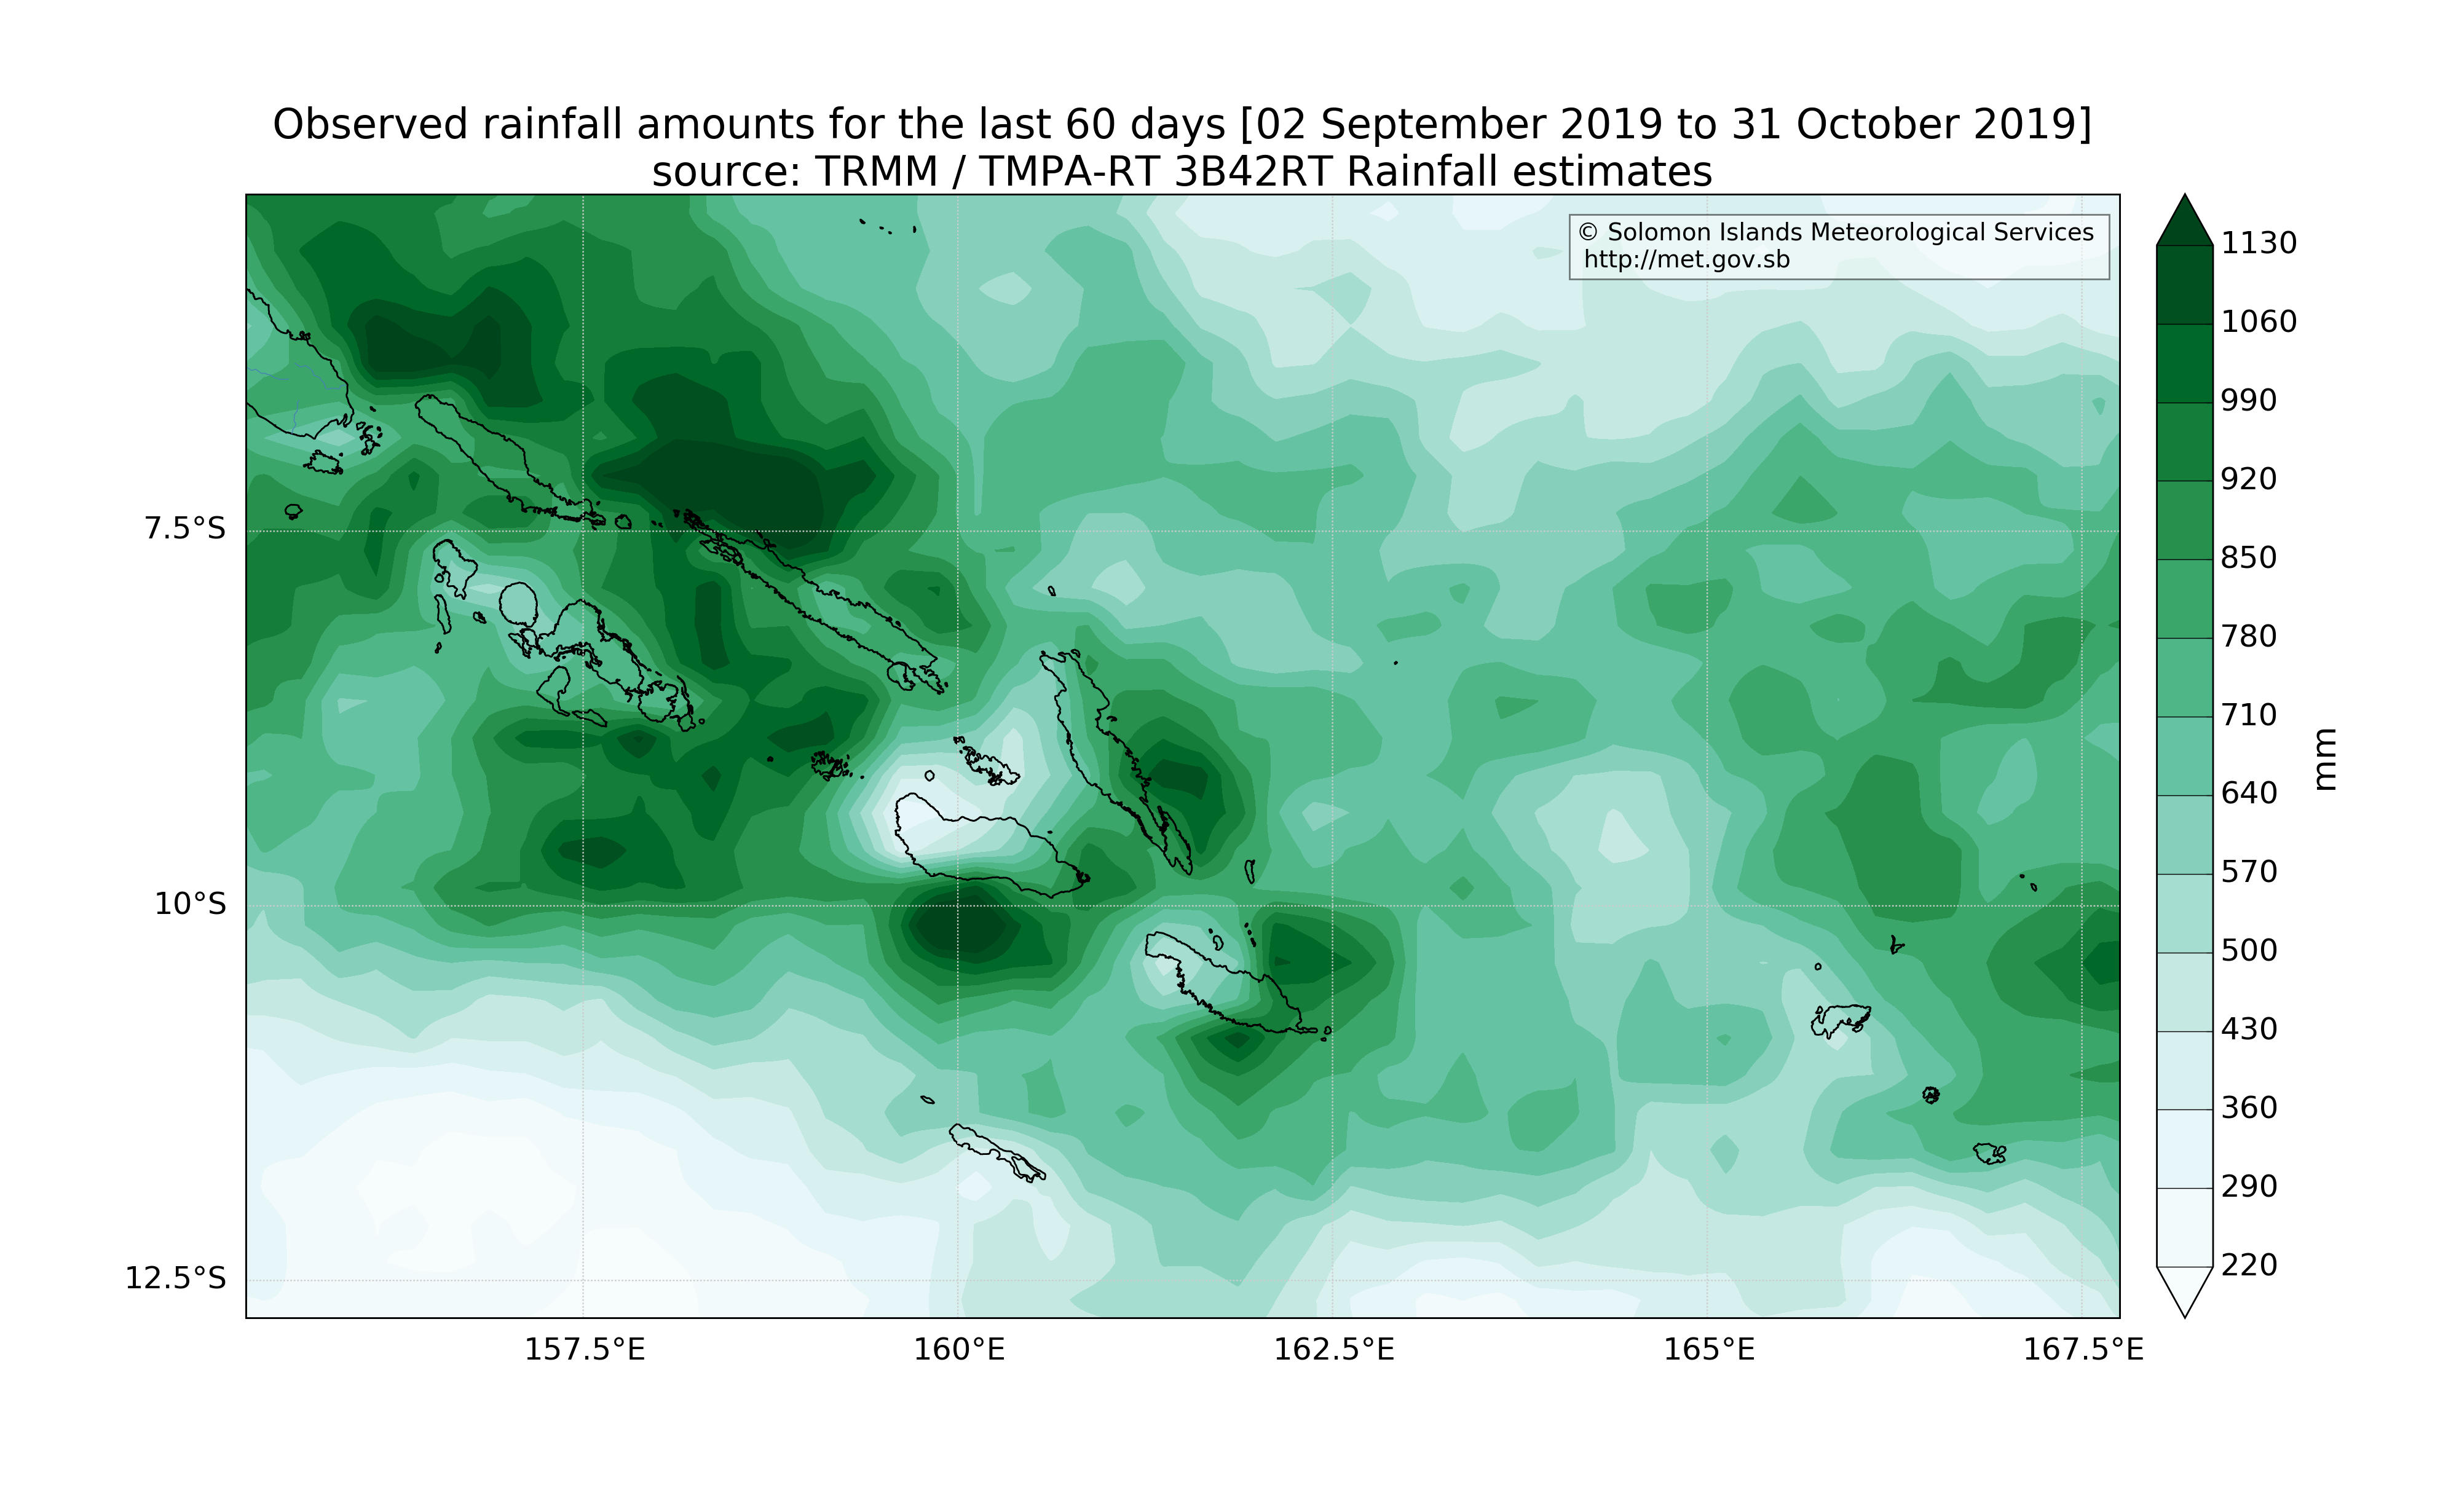 Observed rainfall amounts for the last 60 days [02 September 2019 to 31 October 2019]
source: TRMM / TMPA-RT 3B42RT Rainfall estimates
© Solomon Islands Meteorological Services
http://met.gov.sb
7.5°S
10°S
12.5°S
157.5°E
160°E
162.5°E
165°E
167.5°E
1130
1060
990
920
850
780
710
640
570
500
430
360
290
220
mm